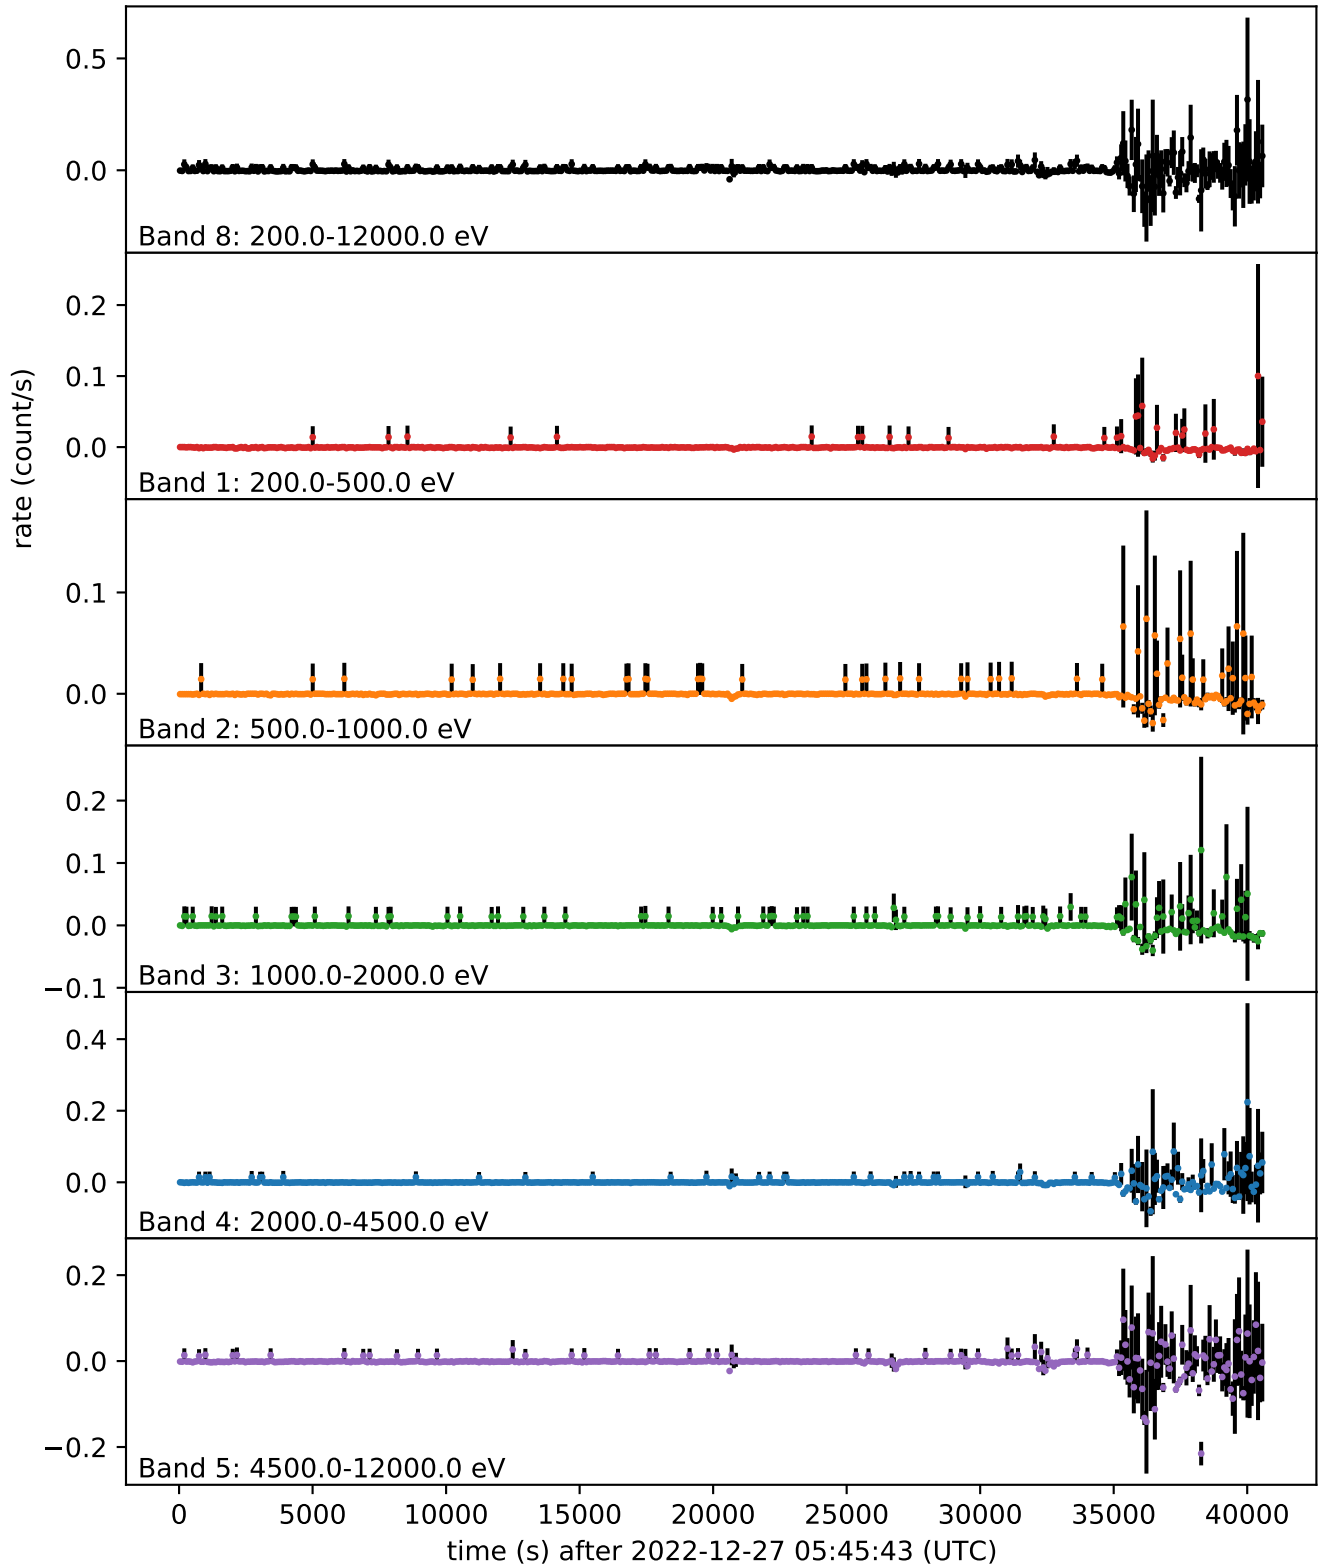 0.5
0.0
Band 8: 200.0-12000.0 eV
0.2
0.1
0.0
Band 1: 200.0-500.0 eV
rate (count/s)
0.1
0.0
Band 2: 500.0-1000.0 eV
0.2
0.1
0.0
−0.1
Band 3: 1000.0-2000.0 eV
0.4
0.2
0.0
Band 4: 2000.0-4500.0 eV
0.2
0.0
−0.2
Band 5: 4500.0-12000.0 eV
0 5000 10000 15000 20000 25000 30000 35000 40000
time (s) after 2022-12-27 05:45:43 (UTC)